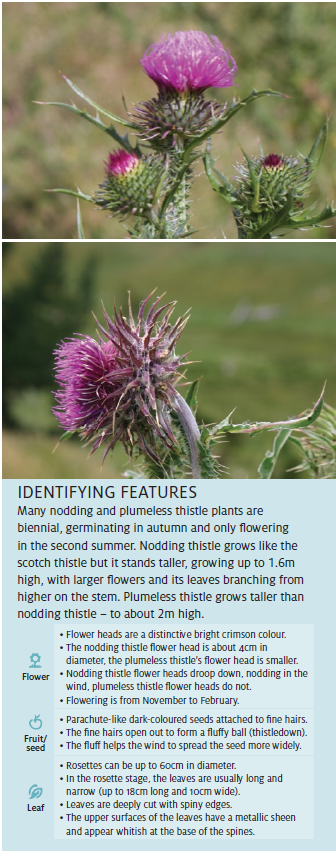 IDENTIFYING FEATURES
Many nodding and plumeless thistle plants are
biennial, germinating in autumn and only flowering
in the second summer. Nodding thistle grows like the
scotch thistle but it stands taller, growing up to 1.6m
high, with larger flowers and its leaves branching from
higher on the stem. Plumeless thistle grows taller than
nodding thistle – to about 2m high.
Flower
• Flower heads are a distinctive bright crimson colour.
• The nodding thistle flower head is about 4cm in
diameter, the plumeless thistle's flower head is smaller.
• Nodding thistle flower heads droop down, nodding in the
wind, plumeless thistle flower heads do not.
• Flowering is from November to February.
Fruit/
seed
• Parachute-like dark-coloured seeds attached to fine hairs.
• The fine hairs open out to form a fluffy ball (thistledown).
• The fluff helps the wind to spread the seed more widely.
Leaf
• Rosettes can be up to 60cm in diameter.
• In the rosette stage, the leaves are usually long and
narrow (up to 18cm long and 10cm wide).
• Leaves are deeply cut with spiny edges.
• The upper surfaces of the leaves have a metallic sheen
and appear whitish at the base of the spines.